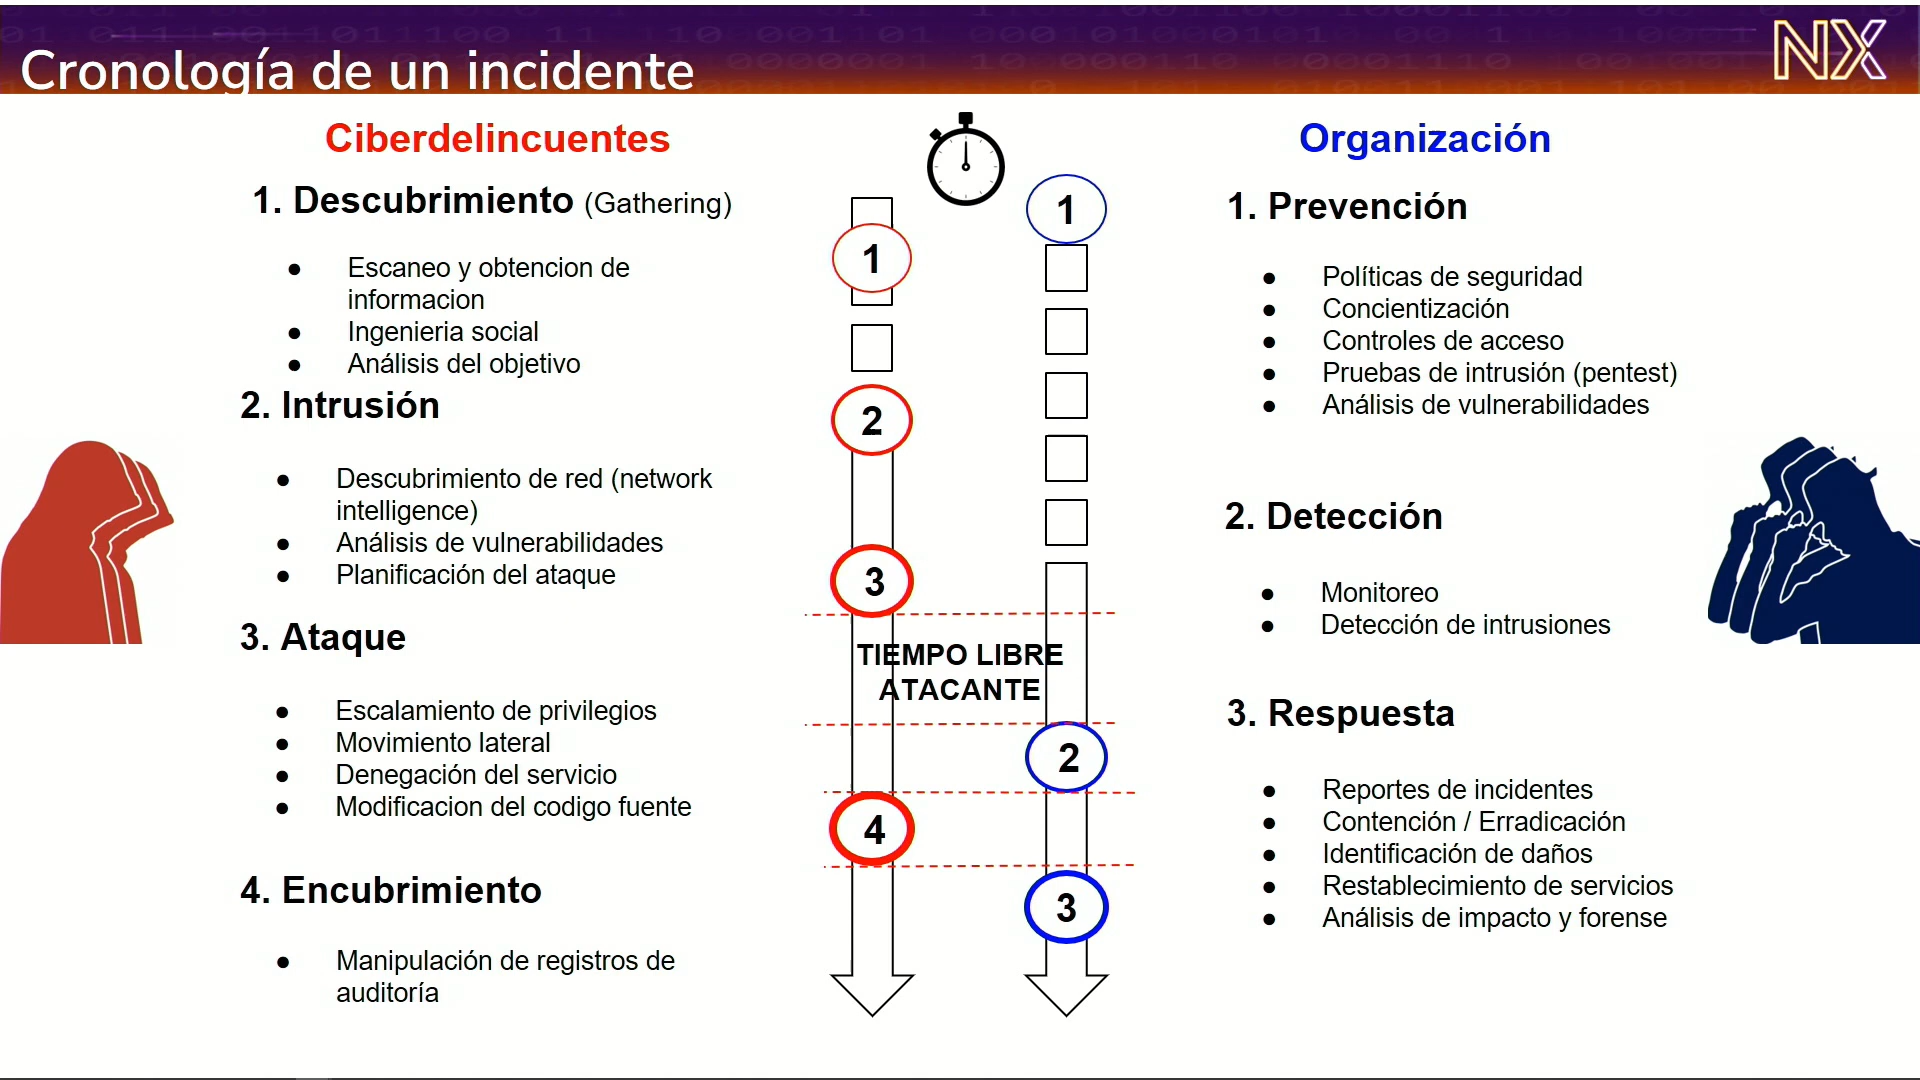 Cronología de un incidente
NX
Ciberdelincuentes
1. Descubrimiento (Gathering)
● Escaneo y obtencion de
informacion
● Ingenieria social
● Análisis del objetivo
2. Intrusión
● Descubrimiento de red (network
intelligence)
● Análisis de vulnerabilidades
● Planificación del ataque
3. Ataque
● Escalamiento de privilegios
● Movimiento lateral
● Denegación del servicio
● Modificacion del codigo fuente
4. Encubrimiento
● Manipulación de registros de
auditoría
1
2
3
4
TIEMPO LIBRE
ATACANTE
1
2
3
Organización
1. Prevención
● Políticas de seguridad
● Concientización
● Controles de acceso
● Pruebas de intrusión (pentest)
● Análisis de vulnerabilidades
2. Detección
● Monitoreo
● Detección de intrusiones
3. Respuesta
● Reportes de incidentes
● Contención / Erradicación
● Identificación de daños
● Restablecimiento de servicios
● Análisis de impacto y forense